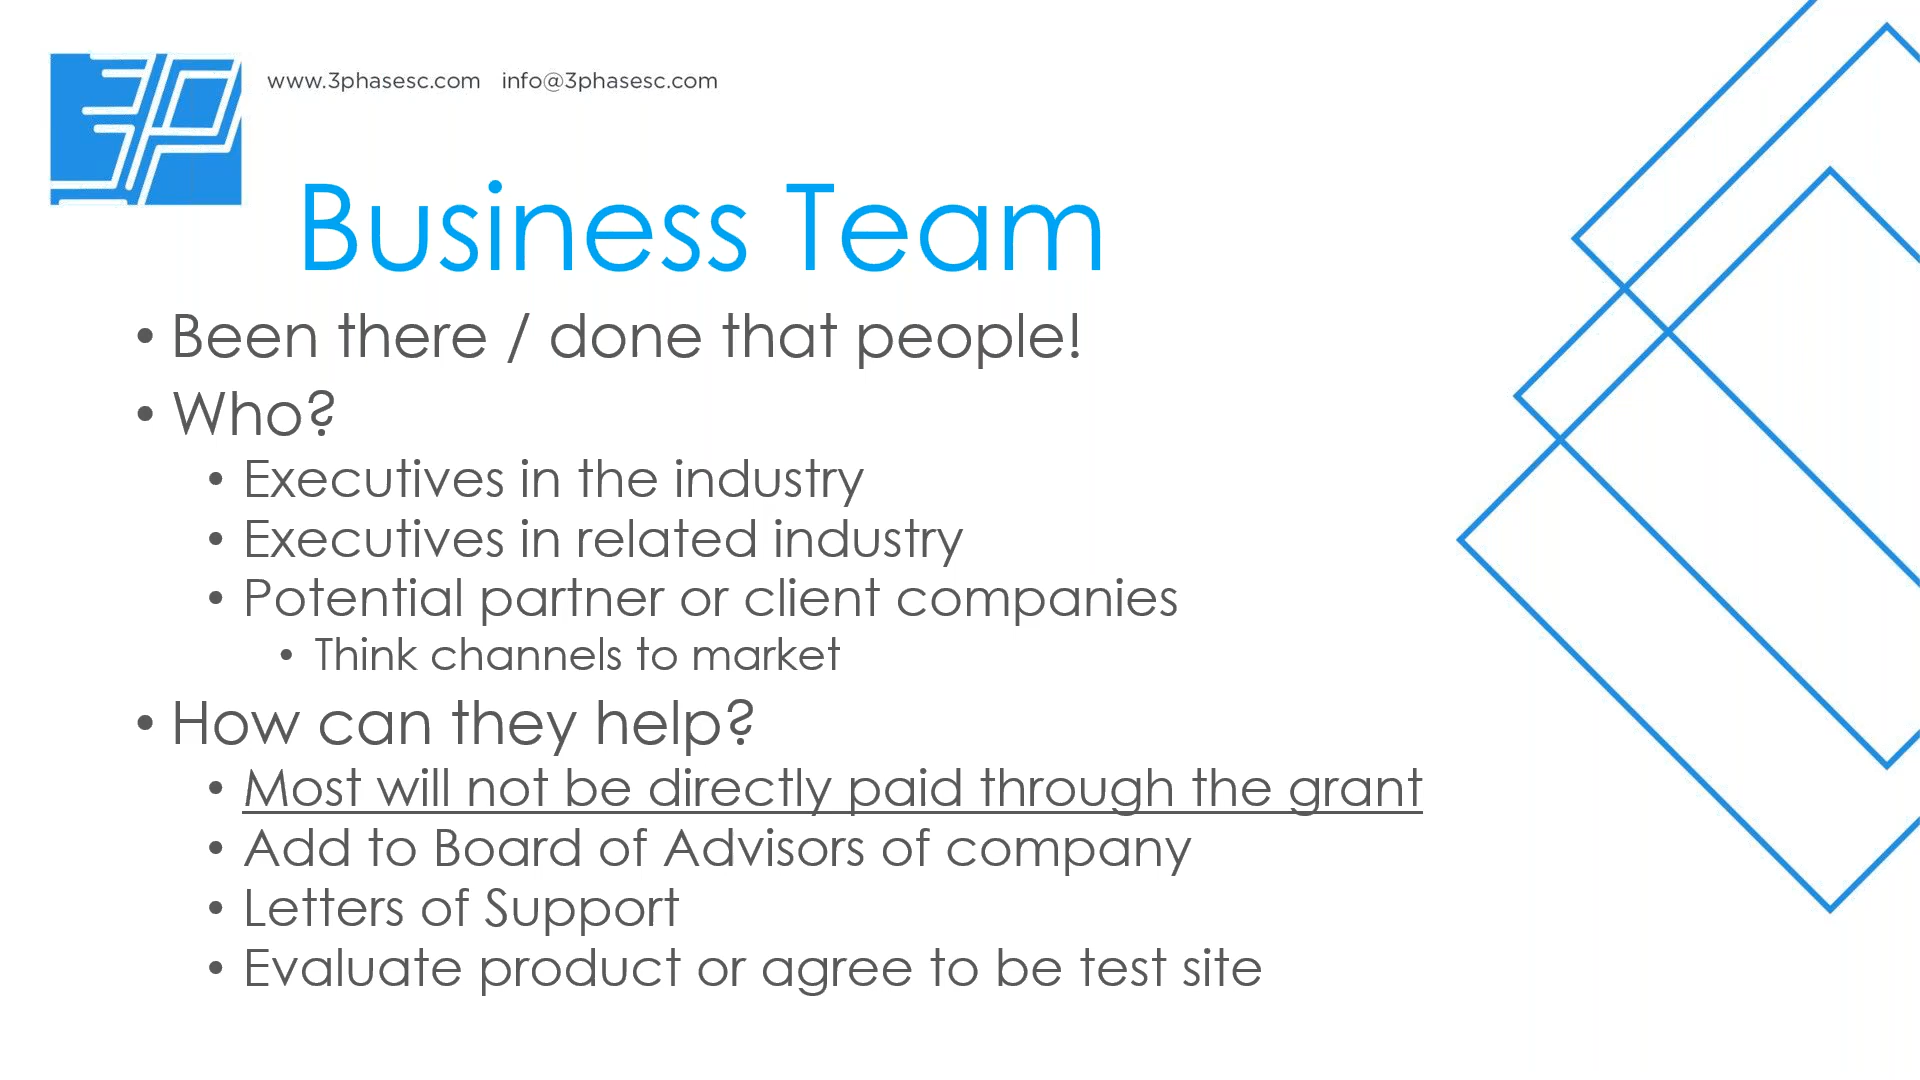 3P
www.3phasesc.com info@3phasesc.com
Business Team
• Been there / done that people!
• Who?
• Executives in the industry
• Executives in related industry
• Potential partner or client companies
• Think channels to market
• How can they help?
• Most will not be directly paid through the grant
• Add to Board of Advisors of company
• Letters of Support
• Evaluate product or agree to be test site